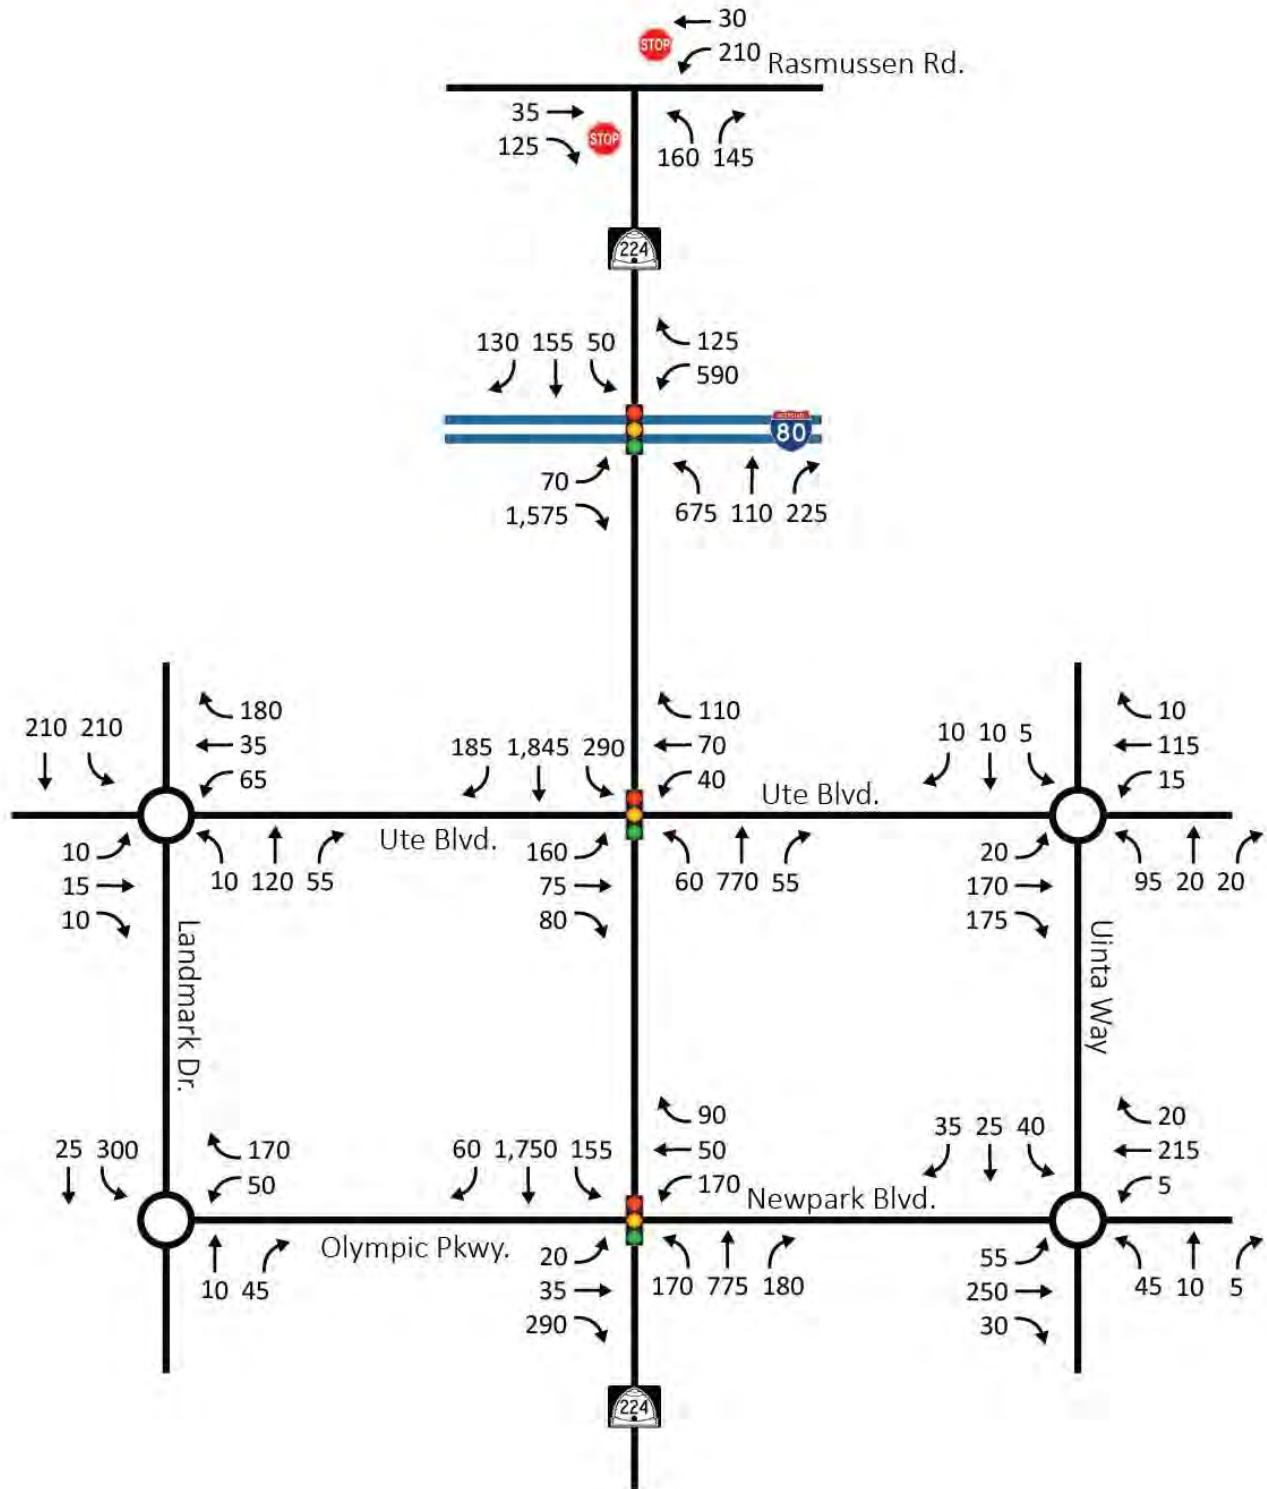 30
STOP
210 Rasmussen Rd.
35
STOP
125
160 145
224
130 155 50
125
590
INTERSTATE
80
70
1,575
675 110 225
210 210
180
35
65
185 1,845 290
110
70
40
Ute Blvd.
10 10 5
10
115
15
10
15
10
10 120 55
Ute Blvd.
160
75
80
60 770 55
20
170
175
95 20 20
Landmark Dr.
Uinta Way
25 300
170
50
60 1,750 155
90
50
170 Newpark Blvd.
35 25 40
20
215
5
10 45
Olympic Pkwy.
20
35
290
170 775 180
55
250
30
45 10 5
224